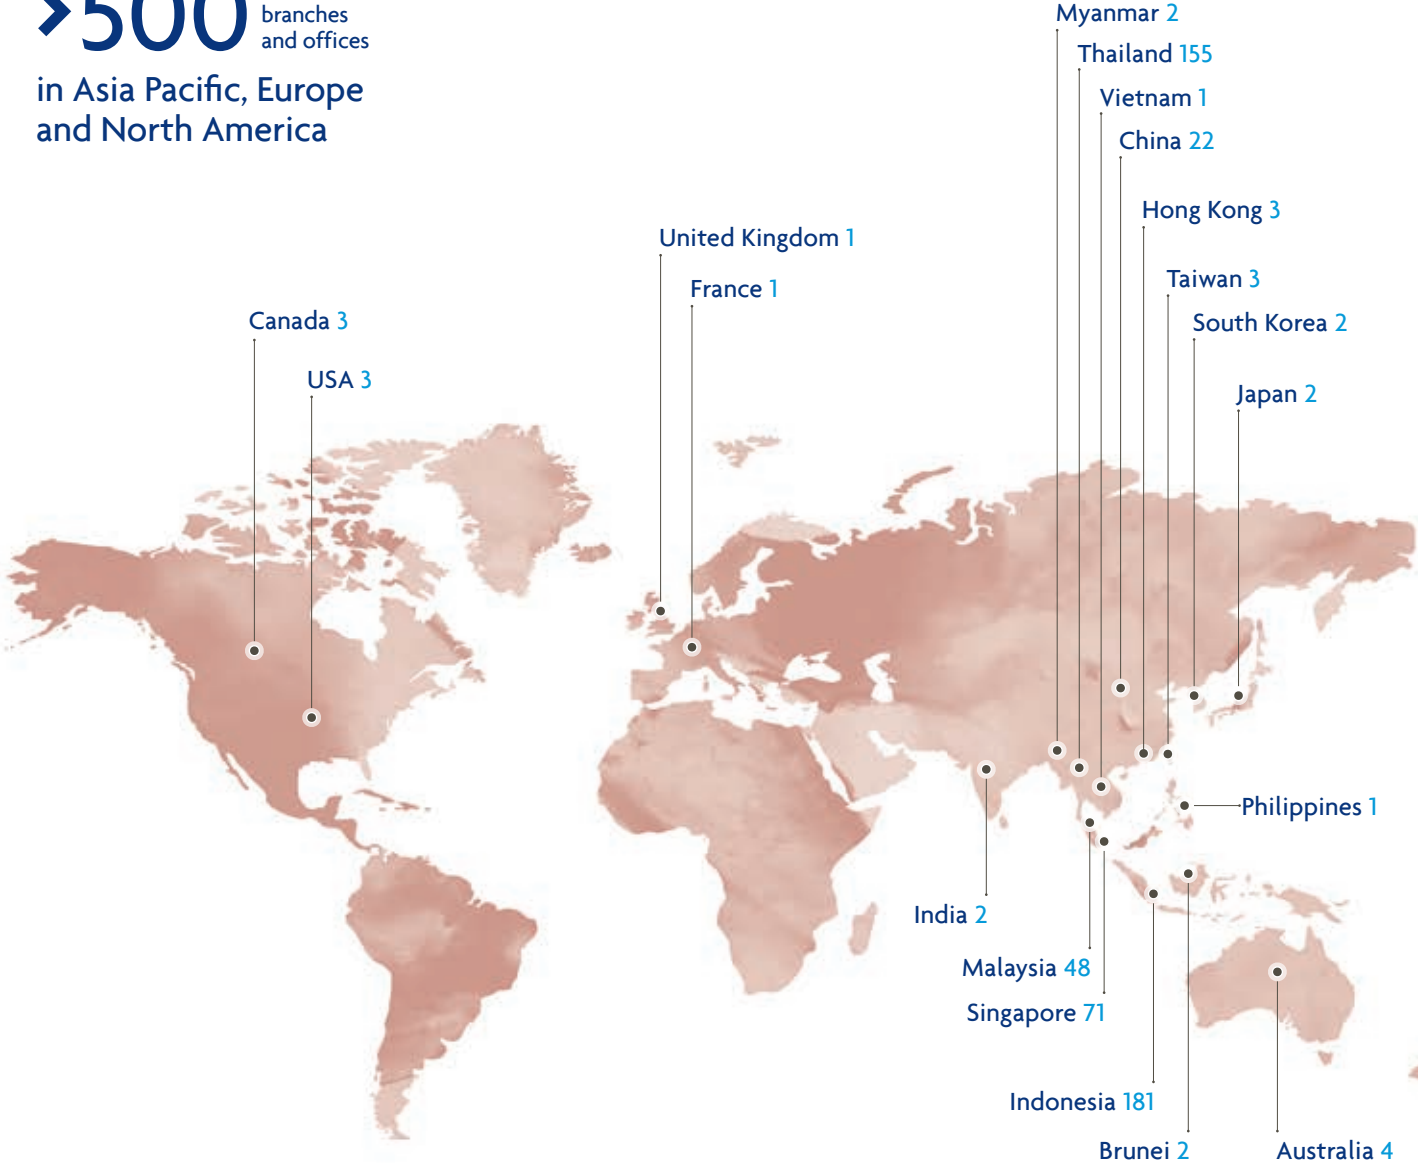 >500 branches
and offices
in Asia Pacific, Europe
and North America
Myanmar 2
Thailand 155
Vietnam 1
China 22
Hong Kong 3
United Kingdom 1
Taiwan 3
France 1
Canada 3
South Korea 2
USA 3
Japan 2
Philippines 1
India 2
Malaysia 48
Singapore 71
Indonesia 181
Brunei 2
Australia 4